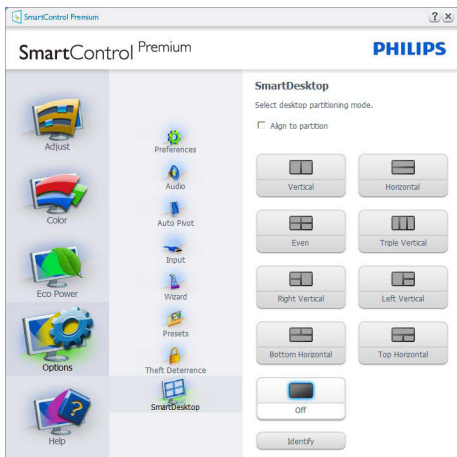 SmartControl Premium
SmartControl Premium
PHILIPS
Adjust
Color
Eco Power
Options
Help
Preferences
Audio
Auto Pivot
Input
Wizard
Presets
Theft Deterrence
SmartDesktop
SmartDesktop
Select desktop partitioning mode.
Align to partition
Vertical
Horizontal
Even
Triple Vertical
Right Vertical
Left Vertical
Bottom Horizontal
Top Horizontal
Off
Identify